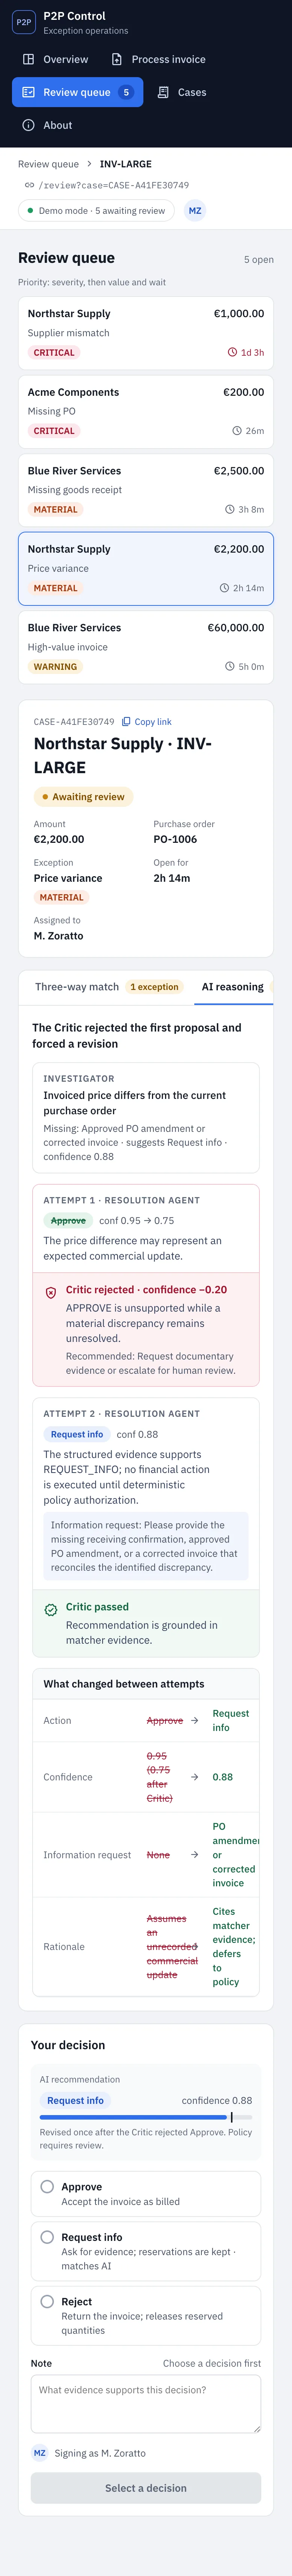 P2P
P2P Control
Exception operations
Overview
Process invoice
Review queue 5
Cases
About
Review queue > INV-LARGE
/review?case=CASE-A41FE30749
Demo mode · 5 awaiting review
MZ
Review queue
5 open
Priority: severity, then value and wait
Northstar Supply €1,000.00
Supplier mismatch
CRITICAL 1d 3h
Acme Components €200.00
Missing PO
CRITICAL 26m
Blue River Services €2,500.00
Missing goods receipt
MATERIAL 3h 8m
Northstar Supply €2,200.00
Price variance
MATERIAL 2h 14m
Blue River Services €60,000.00
High-value invoice
WARNING 5h 0m
CASE-A41FE30749 Copy link
Northstar Supply · INV-
LARGE
Awaiting review
Amount Purchase order
€2,200.00 PO-1006
Exception Open for
Price variance 2h 14m
MATERIAL
Assigned to
M. Zoratto
Three-way match 1 exception AI reasoning
The Critic rejected the first proposal and
forced a revision
INVESTIGATOR
Invoiced price differs from the current
purchase order
Missing: Approved PO amendment or
corrected invoice · suggests Request info ·
confidence 0.88
ATTEMPT 1 · RESOLUTION AGENT
Approve conf 0.95 → 0.75
The price difference may represent an
expected commercial update.
Critic rejected · confidence −0.20
APPROVE is unsupported while a
material discrepancy remains
unresolved.
Recommended: Request documentary
evidence or escalate for human review.
ATTEMPT 2 · RESOLUTION AGENT
Request info conf 0.88
The structured evidence supports
REQUEST_INFO; no financial action
is executed until deterministic
policy authorization.
Information request: Please provide the
missing receiving confirmation, approved
PO amendment, or a corrected invoice that
reconciles the identified discrepancy.
Critic passed
Recommendation is grounded in
matcher evidence.
What changed between attempts
Action Approve → Request
info
Confidence 0.95
(0.75
after
Critic) → 0.88
Information request None → PO
amendmen
or
corrected
invoice
Rationale Assumes
an
unrecorded
commercial
update
Cites
matcher
evidence;
defers
to
policy
Your decision
AI recommendation
Request info confidence 0.88
Revised once after the Critic rejected Approve. Policy
requires review.
Approve
Accept the invoice as billed
Request info
Ask for evidence; reservations are kept ·
matches AI
Reject
Return the invoice; releases reserved
quantities
Note Choose a decision first
What evidence supports this decision?
MZ Signing as M. Zoratto
Select a decision